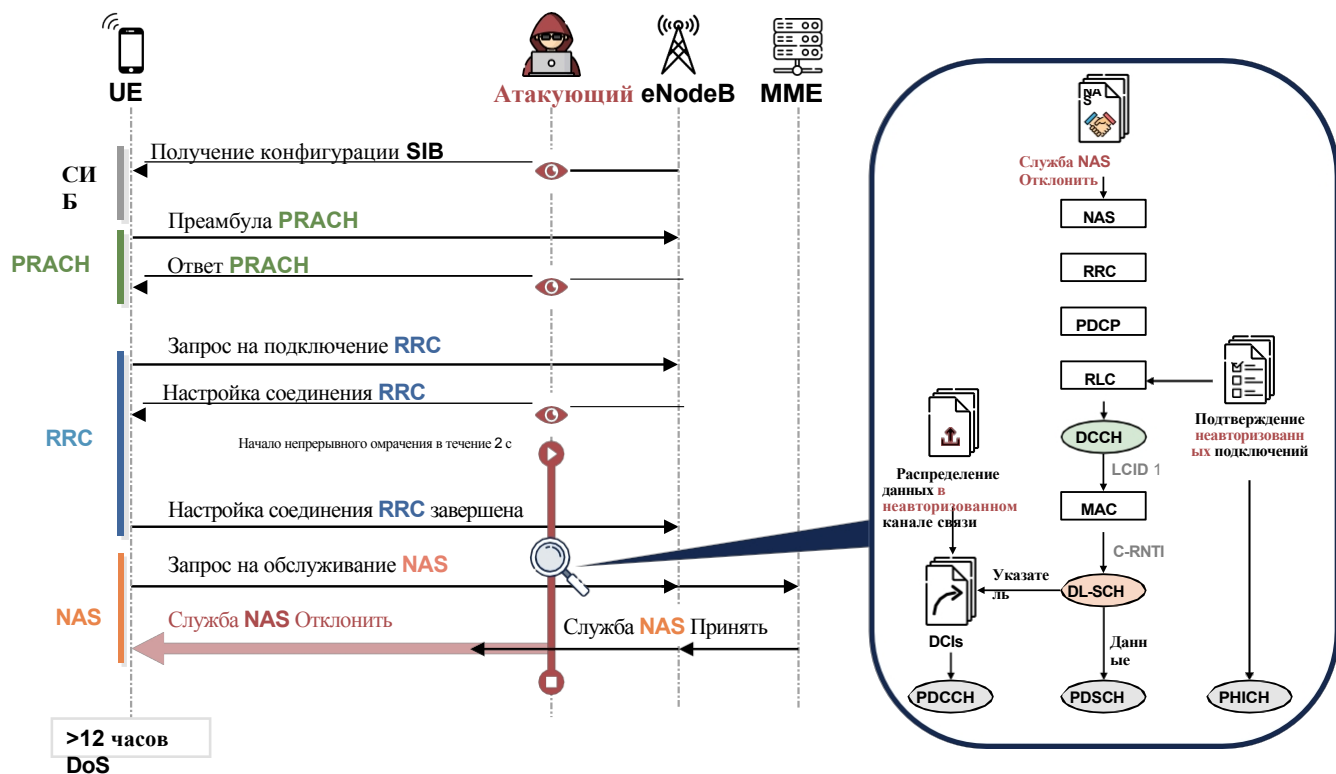 UE
Атакующий
eNodeB
MME
СИ
Б
Получение конфигурации SIB
PRACH
Преамбула PRACH
Ответ PRACH
RRC
Запрос на подключение RRC
Настройка соединения RRC
Начало непрерывного омрачения в течение 2 с
Настройка соединения RRC завершена
NAS
Запрос на обслуживание NAS
Служба NAS Отклонить
Служба NAS Принять
>12 часов
DoS
NA
S
Служба NAS
Отклонить
NAS
RRC
PDCP
RLC
DCCH
LCID 1
MAC
C-RNTI
DL-SCH
Указате
ль
Данн
ые
Распределение
данных в
неавторизованном
канале связи
DCIs
Подтверждение
неавторизованн
ых подключений
PDCCH
PDSCH
PHICH